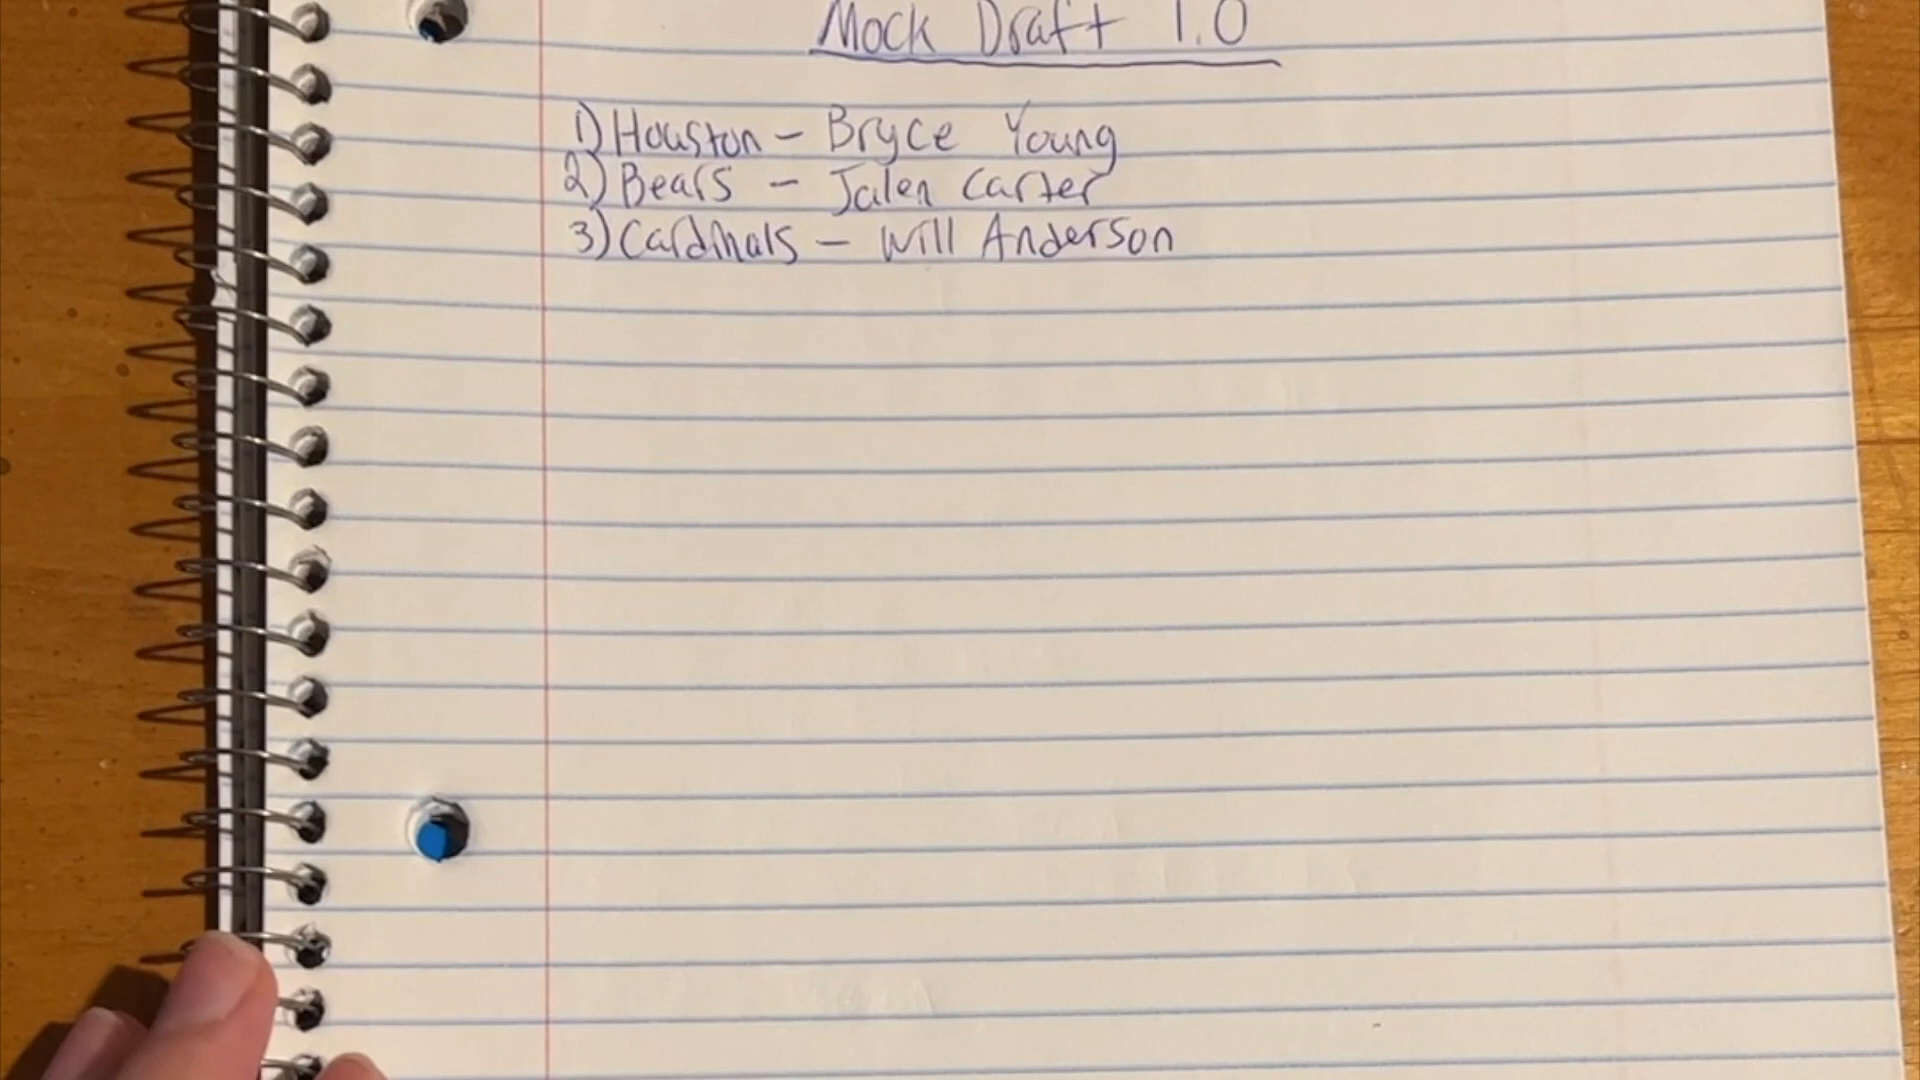 Mock Draft 1.0
1) Houston - Bryce Young
2) Bears - Jalen Carter
3) Cardinals - Will Anderson